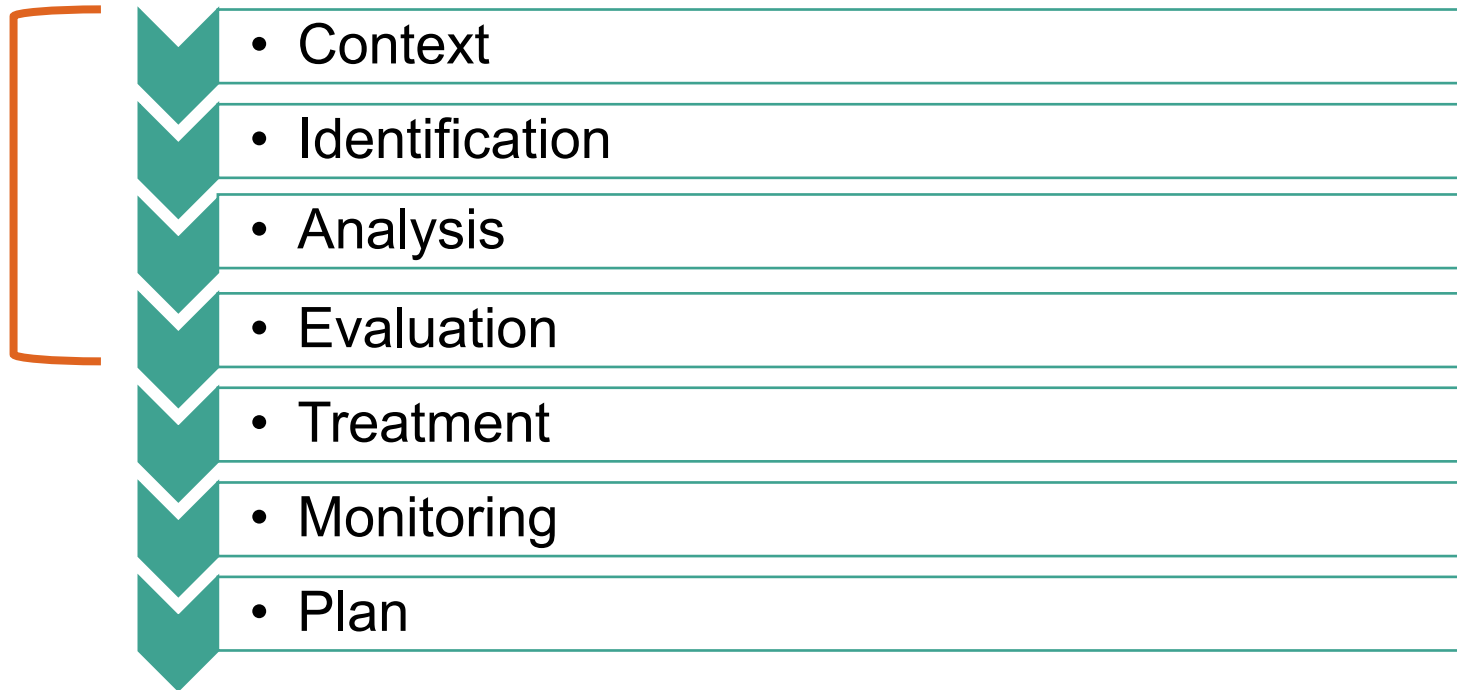 • Context
• Identification
• Analysis
• Evaluation
• Treatment
• Monitoring
• Plan